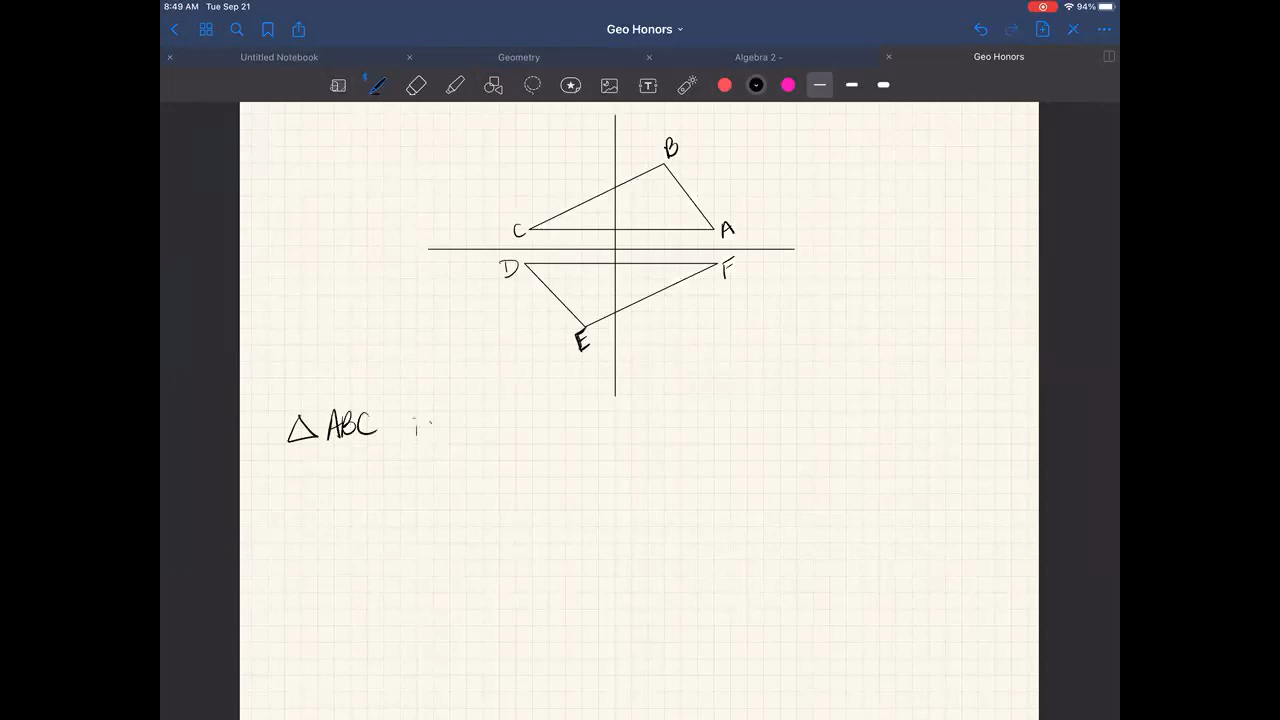 8:49 AM Tue Sep 21
94%
Geo Honors
Untitled Notebook
Geometry
Algebra 2 -
Geo Honors
B
C
A
D
F
E
△ ABC